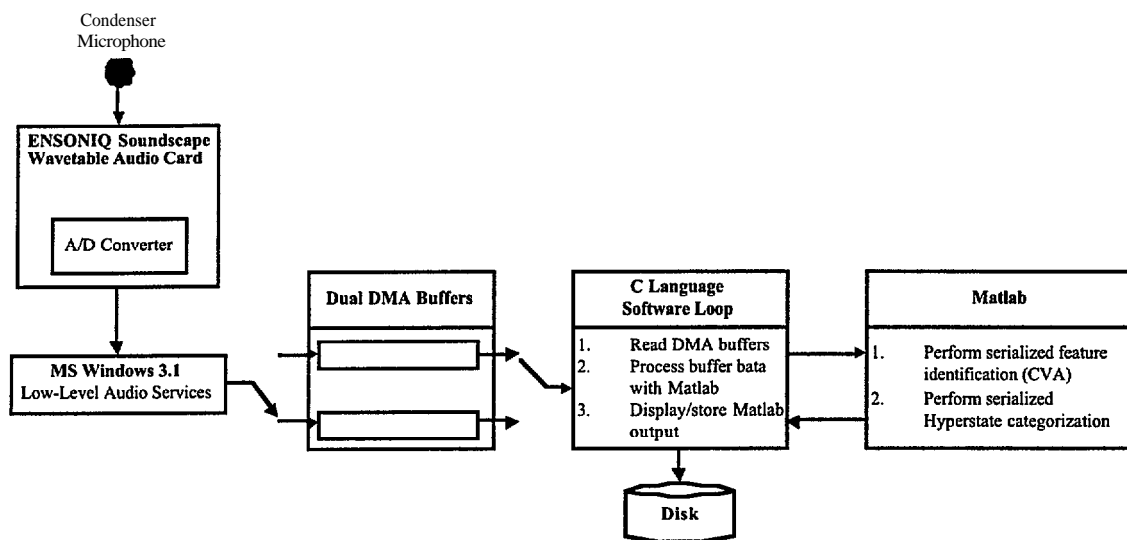 Condenser
Microphone
ENSONIQ Soundscape
Wavetable Audio Card
A/D Converter
MS Windows 3.1
Low-Level Audio Services
Dual DMA Buffers
C Language
Software Loop
1. Read DMA buffers
2. Process buffer bata
with Matlab
3. Display/store Matlab
output
Disk
Matlab
1. Perform serialized feature
identification (CVA)
2. Perform serialized
Hyperstate categorization